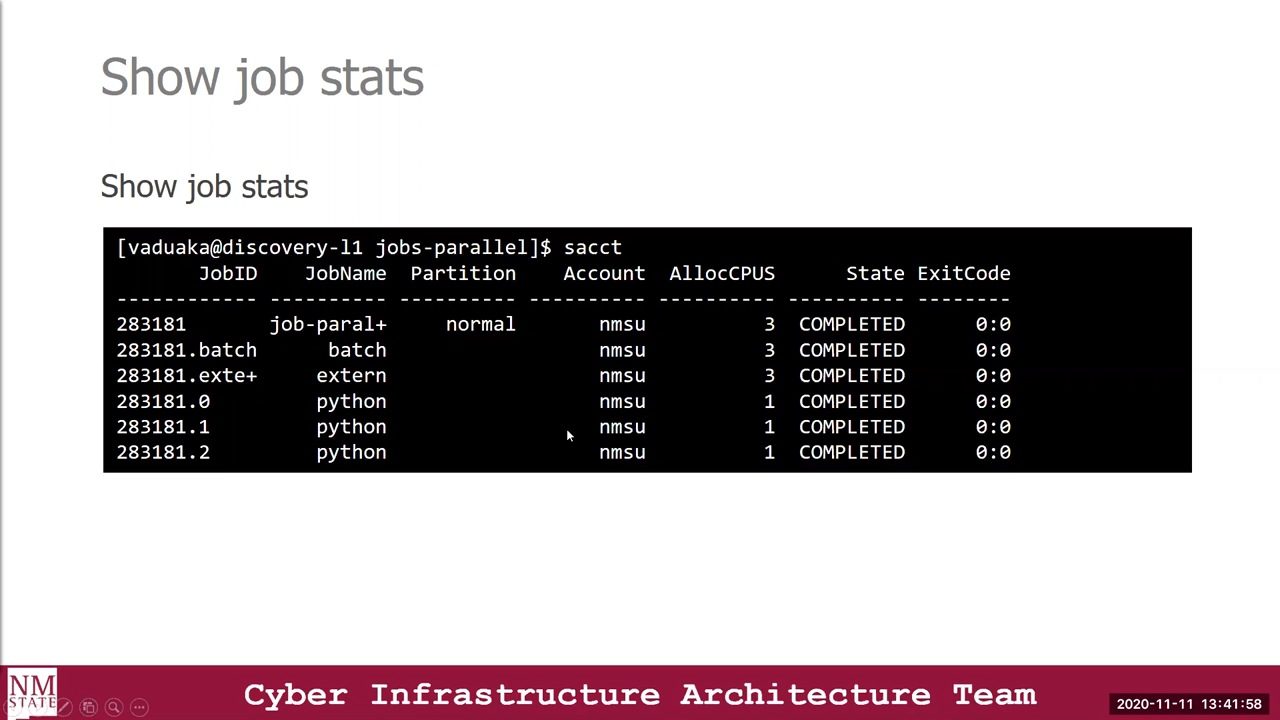 Show job stats
Show job stats
[vaduaka@discovery-l1 jobs-parallel]$ sacct
JobID JobName Partition Account AllocCPUS State ExitCode
------------ ---------- ---------- ---------- ---------- ---------- --------
283181 job-paral+ normal nmsu 3 COMPLETED 0:0
283181.batch batch nmsu 3 COMPLETED 0:0
283181.exte+ extern nmsu 3 COMPLETED 0:0
283181.0 python nmsu 1 COMPLETED 0:0
283181.1 python nmsu 1 COMPLETED 0:0
283181.2 python nmsu 1 COMPLETED 0:0
NM
STATE
Cyber Infrastructure Architecture Team
2020-11-11 13:41:58